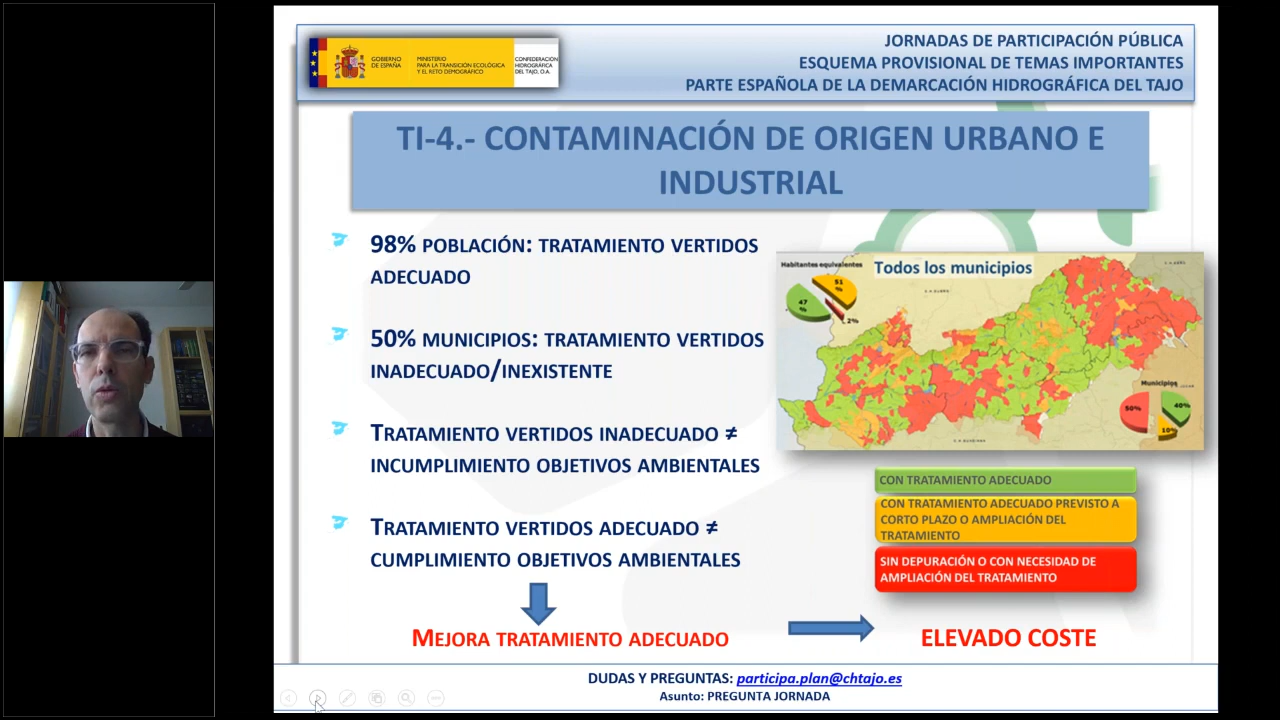 GOBIERNO
DE ESPAÑA
MINISTERIO
PARA LA TRANSICIÓN ECOLÓGICA
Y EL RETO DEMOGRÁFICO
CONFEDERACIÓN
HIDROGRÁFICA
DEL TAJO, O.A.
JORNADAS DE PARTICIPACIÓN PÚBLICA
ESQUEMA PROVISIONAL DE TEMAS IMPORTANTES
PARTE ESPAÑOLA DE LA DEMARCACIÓN HIDROGRÁFICA DEL TAJO
TI-4.- CONTAMINACIÓN DE ORIGEN URBANO E
INDUSTRIAL
98% POBLACIÓN: TRATAMIENTO VERTIDOS
ADECUADO
50% MUNICIPIOS: TRATAMIENTO VERTIDOS
INADECUADO/INEXISTENTE
TRATAMIENTO VERTIDOS INADECUADO ≠
INCUMPLIMIENTO OBJETIVOS AMBIENTALES
TRATAMIENTO VERTIDOS ADECUADO ≠
CUMPLIMIENTO OBJETIVOS AMBIENTALES
MEJORA TRATAMIENTO ADECUADO
ELEVADO COSTE
Habitantes equivalentes
Todos los municipios
51
%
47
%
2%
Municipios
50%
40%
10%
CON TRATAMIENTO ADECUADO
CON TRATAMIENTO ADECUADO PREVISTO A
CORTO PLAZO O AMPLIACIÓN DEL
TRATAMIENTO
SIN DEPURACIÓN O CON NECESIDAD DE
AMPLIACIÓN DEL TRATAMIENTO
DUDAS Y PREGUNTAS: participa.plan@chtajo.es
Asunto: PREGUNTA JORNADA